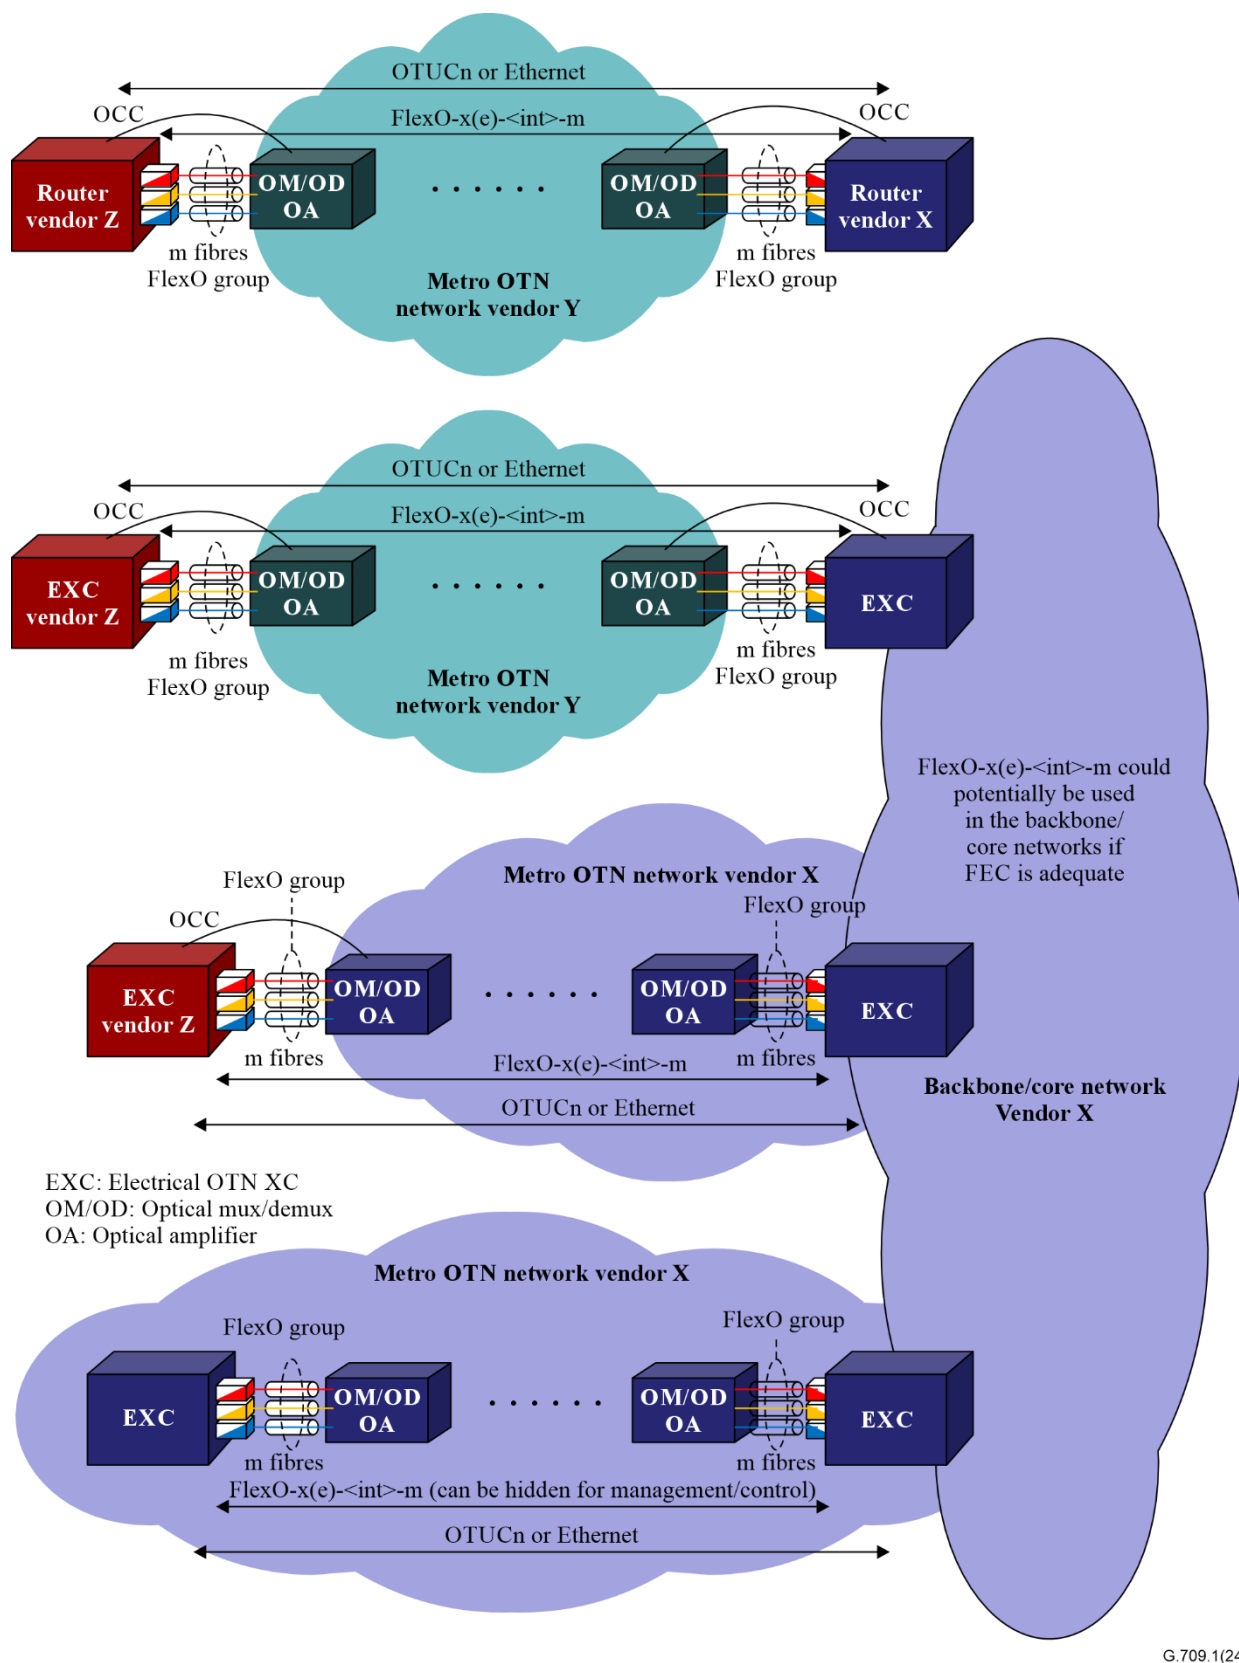 OTUCn or Ethernet
OCC
OCC
FlexO-x(e)-<int>-m
Router
vendor Z
OM/OD
OA
. . . . . .
OM/OD
OA
Router
vendor X
m fibres
FlexO group
m fibres
FlexO group
Metro OTN
network vendor Y
OTUCn or Ethernet
OCC
OCC
FlexO-x(e)-<int>-m
EXC
vendor Z
OM/OD
OA
. . . . . .
OM/OD
OA
EXC
m fibres
FlexO group
m fibres
FlexO group
Metro OTN
network vendor Y
FlexO-x(e)-<int>-m could
potentially be used
in the backbone/
core networks if
FEC is adequate
Metro OTN network vendor X
FlexO group
FlexO group
OCC
EXC
vendor Z
OM/OD
OA
. . . . . .
OM/OD
OA
EXC
m fibres
m fibres
FlexO-x(e)-<int>-m
OTUCn or Ethernet
Backbone/core network
Vendor X
EXC: Electrical OTN XC
OM/OD: Optical mux/demux
OA: Optical amplifier
Metro OTN network vendor X
FlexO group
FlexO group
EXC
OM/OD
OA
. . . . . .
OM/OD
OA
EXC
m fibres
m fibres
FlexO-x(e)-<int>-m (can be hidden for management/control)
OTUCn or Ethernet
G.709.1(24